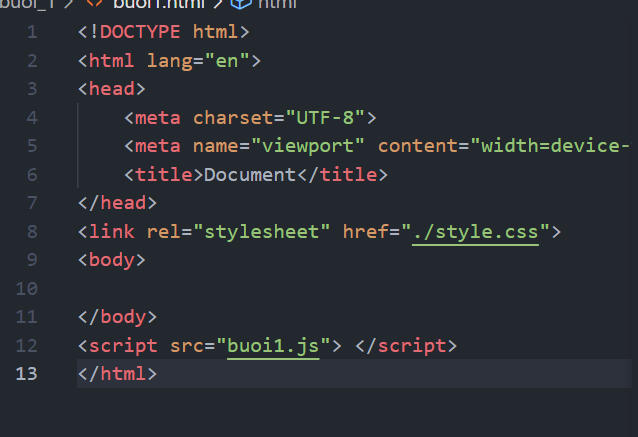 buoi_1 > <> buoi1.html > html
1 <!DOCTYPE html>
2 <html lang="en">
3 <head>
4     <meta charset="UTF-8">
5     <meta name="viewport" content="width=device-
6     <title>Document</title>
7 </head>
8 <link rel="stylesheet" href="./style.css">
9 <body>
10
11 </body>
12 <script src="buoi1.js"> </script>
13 </html>